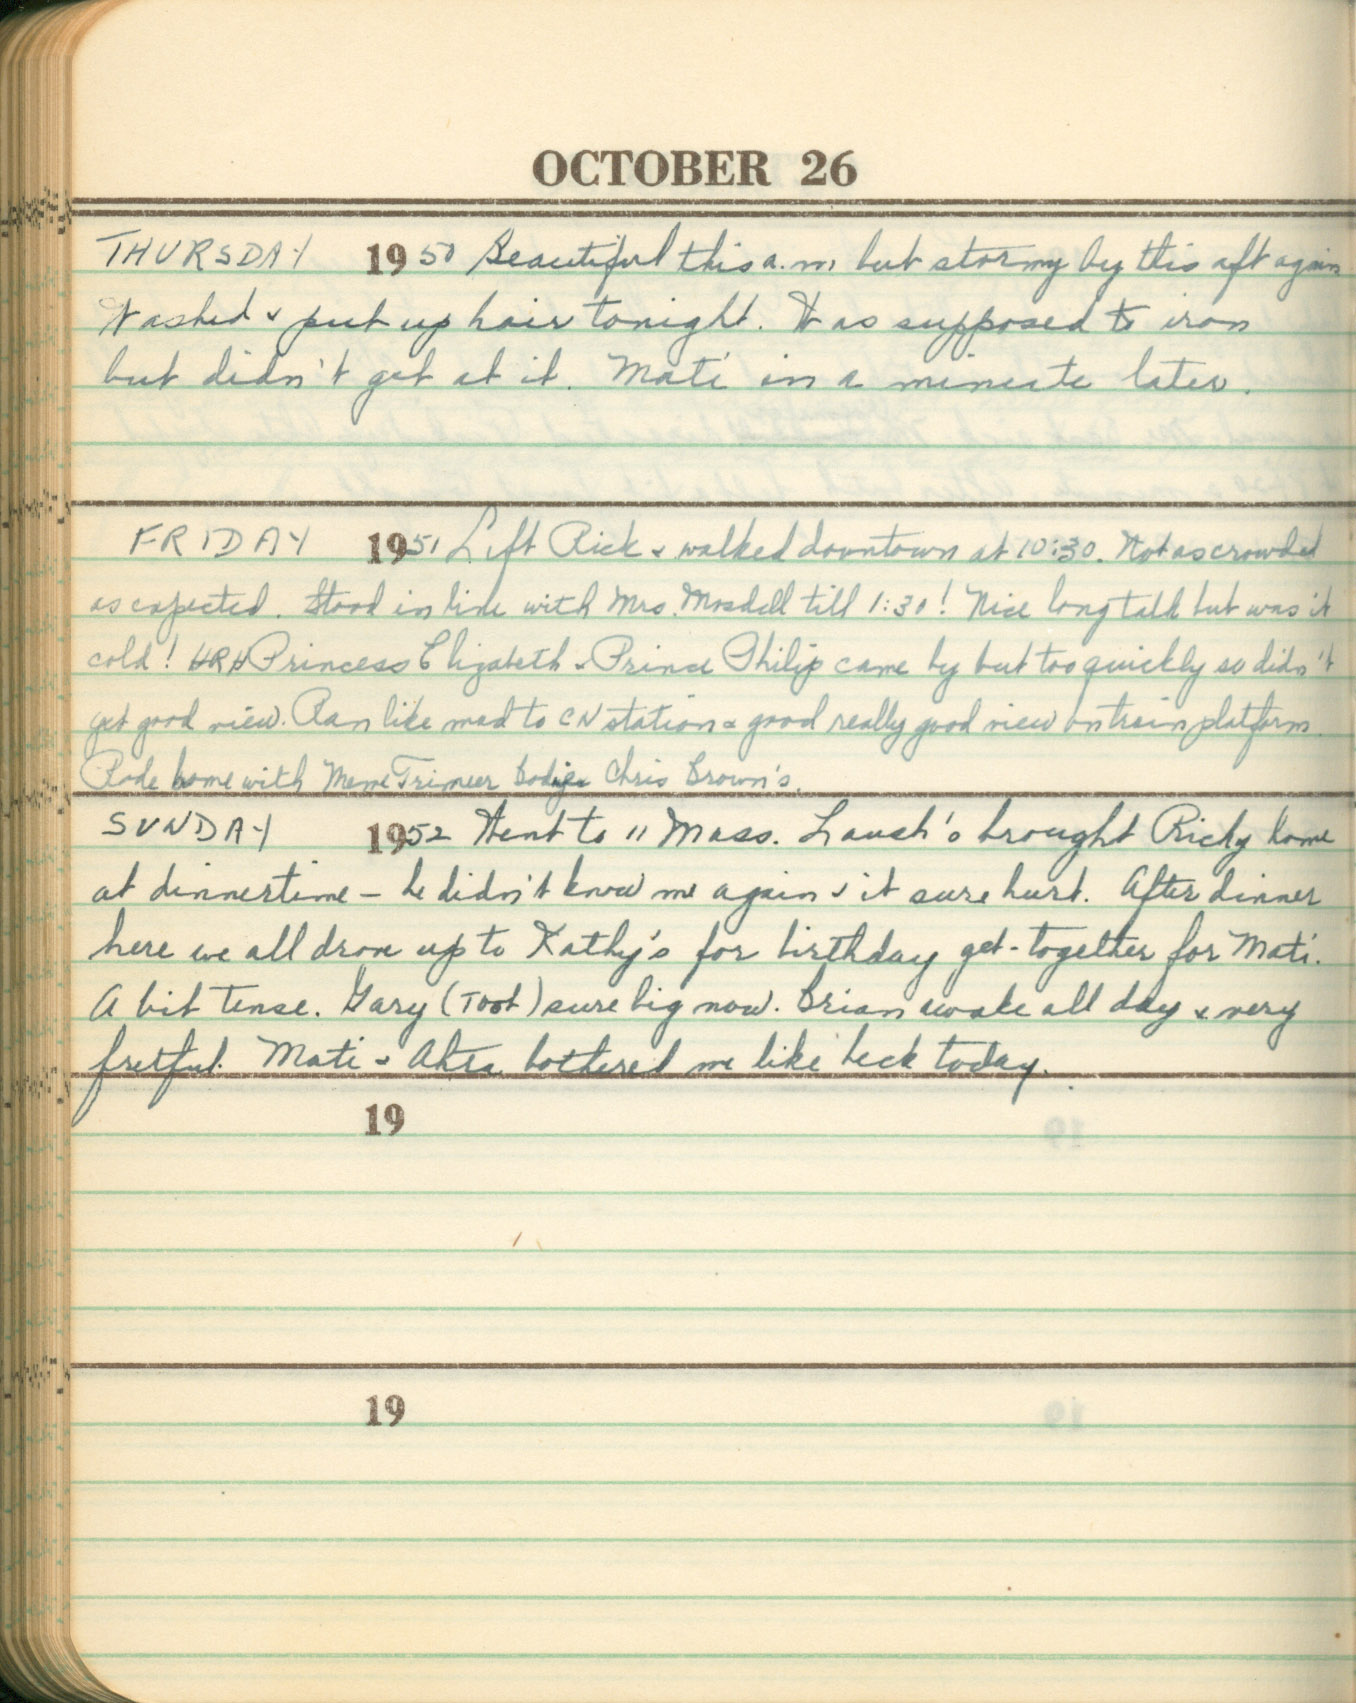 OCTOBER 26
THURSDAY 1950 Beautiful this a.m. but stormy by this aft again
Washed & put up hair tonight. Was supposed to iron
but didn't get at it. Mati in a minute later.
FRIDAY 1951 Left Rick & walked downtown at 10:30. Not as crowded
as expected. Stood in line with Mrs. Mosdell till 1:30! Nice long talk but was it
cold! HRH Princess Elizabeth & Prince Philip came by but too quickly so didn't
get good view. Ran like mad to CN station & good really good view on train platform.
Rode home with Chris Brown's.
SUNDAY 1952 Went to 11 Mass. brought Ricky home
at dinnertime – he didn't know me again & it sure hurt. After dinner
here we all drove up to Kathy's for birthday get-together for Mati.
A bit tense. Gary (Toot) sure big now. Brian awake all day & very
fretful. Mati & bothered me like heck today.
19
19